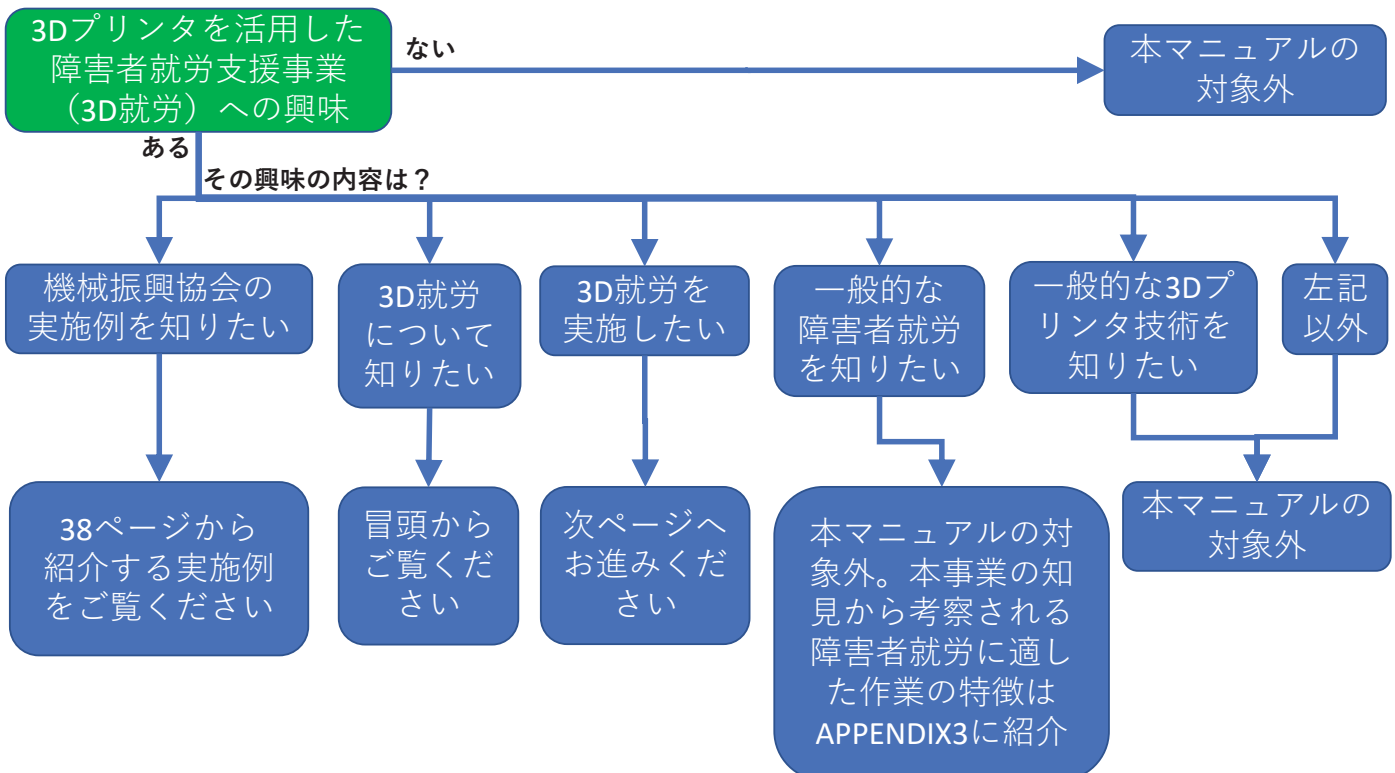 3Dプリンタを活用した
障害者就労支援事業
（3D就労）への興味
ない
本マニュアルの
対象外
ある
その興味の内容は？
機械振興協会の
実施例を知りたい
3D就労
について
知りたい
3D就労を
実施したい
一般的な
障害者就労
を知りたい
一般的な3Dプ
リンタ技術を
知りたい
左記
以外
38ページから
紹介する実施例
をご覧ください
冒頭から
ご覧くだ
さい
次ページへ
お進みくだ
さい
本マニュアルの対
象外。本事業の知
見から考察される
障害者就労に適し
た作業の特徴は
APPENDIX3に紹介
本マニュアルの
対象外